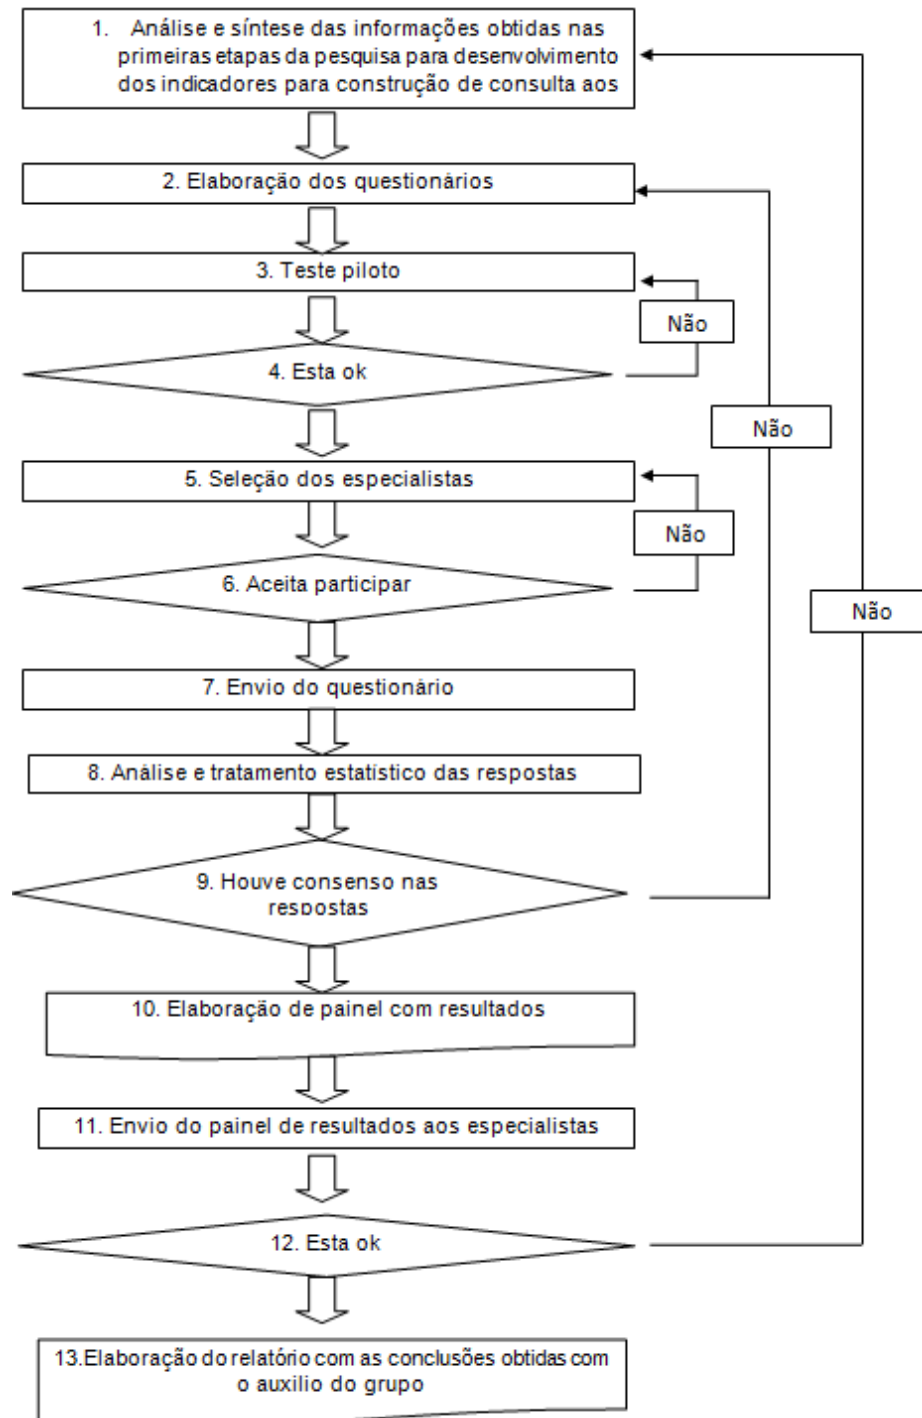 1. Análise e síntese das informações obtidas nas
primeiras etapas da pesquisa para desenvolvimento
dos indicadores para construção de consulta aos
2. Elaboração dos questionários
3. Teste piloto
Não
4. Esta ok
Não
5. Seleção dos especialistas
Não
6. Aceita participar
Não
7. Envio do questionário
8. Análise e tratamento estatístico das respostas
9. Houve consenso nas
respostas
10. Elaboração de painel com resultados
11. Envio do painel de resultados aos especialistas
12. Esta ok
13.Elaboração do relatório com as conclusões obtidas com
o auxilio do grupo